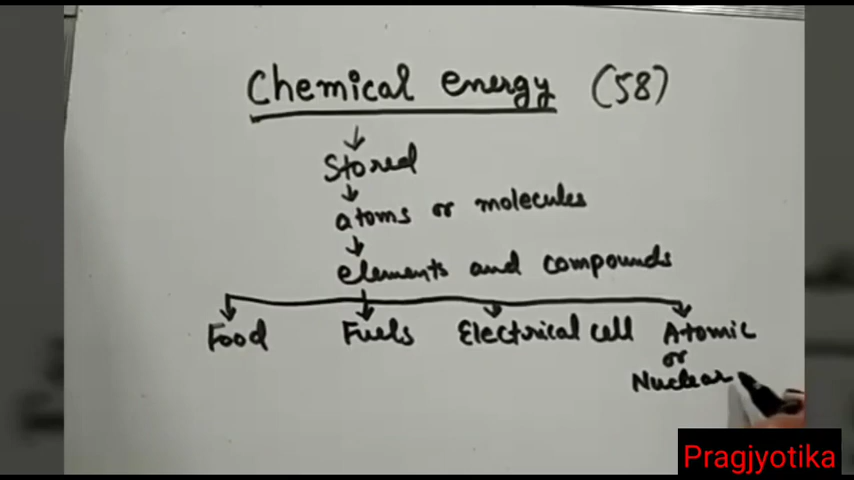 Chemical energy (58)
Stored
atoms or molecules
elements and compounds
Food Fuels Electrical cell Atomic
or
Nuclear
Pragjyotika